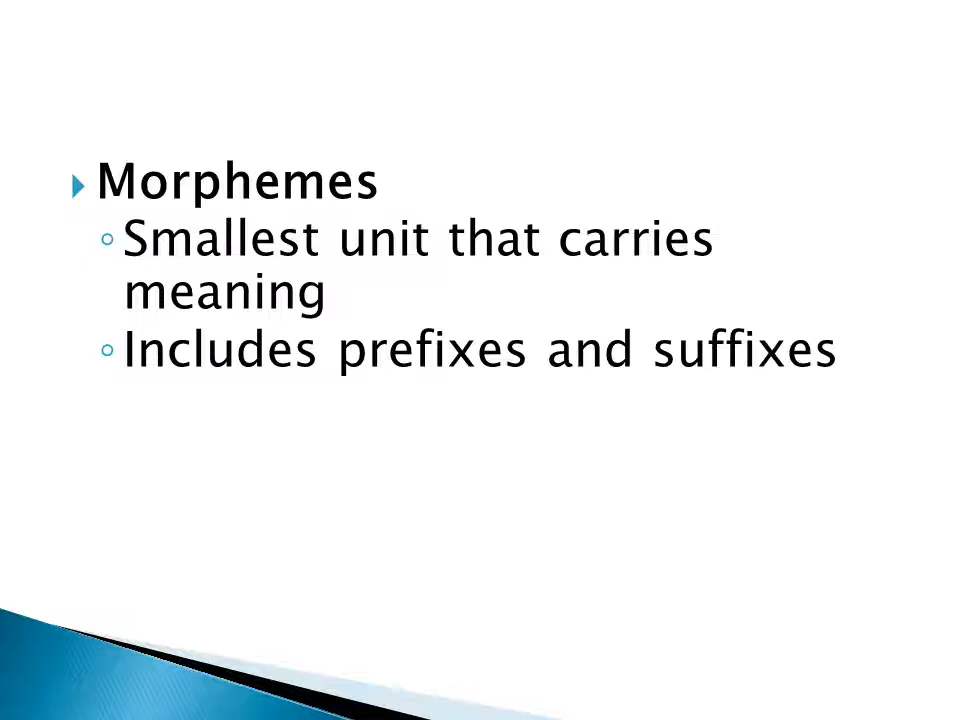 Morphemes
Smallest unit that carries
meaning
Includes prefixes and suffixes